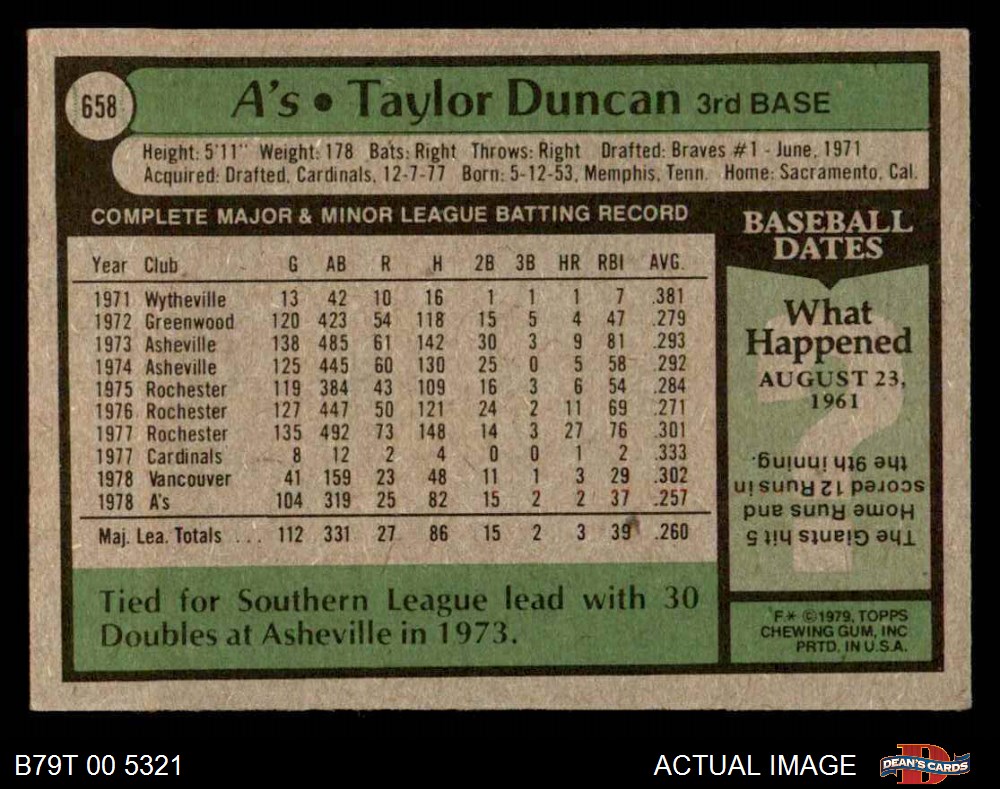 658
A's • Taylor Duncan 3rd BASE
Height: 5'11" Weight: 178 Bats: Right Throws: Right Drafted: Braves #1 - June, 1971
Acquired: Drafted, Cardinals, 12-7-77 Born: 5-12-53, Memphis, Tenn. Home: Sacramento, Cal.
COMPLETE MAJOR & MINOR LEAGUE BATTING RECORD
Year Club G AB R H 2B 3B HR RBI AVG.
1971 Wytheville 13 42 10 16 1 1 1 7 .381
1972 Greenwood 120 423 54 118 15 5 4 47 .279
1973 Asheville 138 485 61 142 30 3 9 81 .293
1974 Asheville 125 445 60 130 25 0 5 58 .292
1975 Rochester 119 384 43 109 16 3 6 54 .284
1976 Rochester 127 447 50 121 24 2 11 69 .271
1977 Rochester 135 492 73 148 14 3 27 76 .301
1977 Cardinals 8 12 2 4 0 0 1 2 .333
1978 Vancouver 41 159 23 48 11 1 3 29 .302
1978 A's 104 319 25 82 15 2 2 37 .257
Maj. Lea. Totals ... 112 331 27 86 15 2 3 39 .260
Tied for Southern League lead with 30
Doubles at Asheville in 1973.
BASEBALL
DATES
What
Happened
AUGUST 23,
1961
The Giants hit 5
Home Runs and
scored 12 Runs in
the 9th inning.
F* ©1979, TOPPS
CHEWING GUM, INC
PRTD. IN U.S.A.
B79T 00 5321
ACTUAL IMAGE
D
DEAN'S CARDS